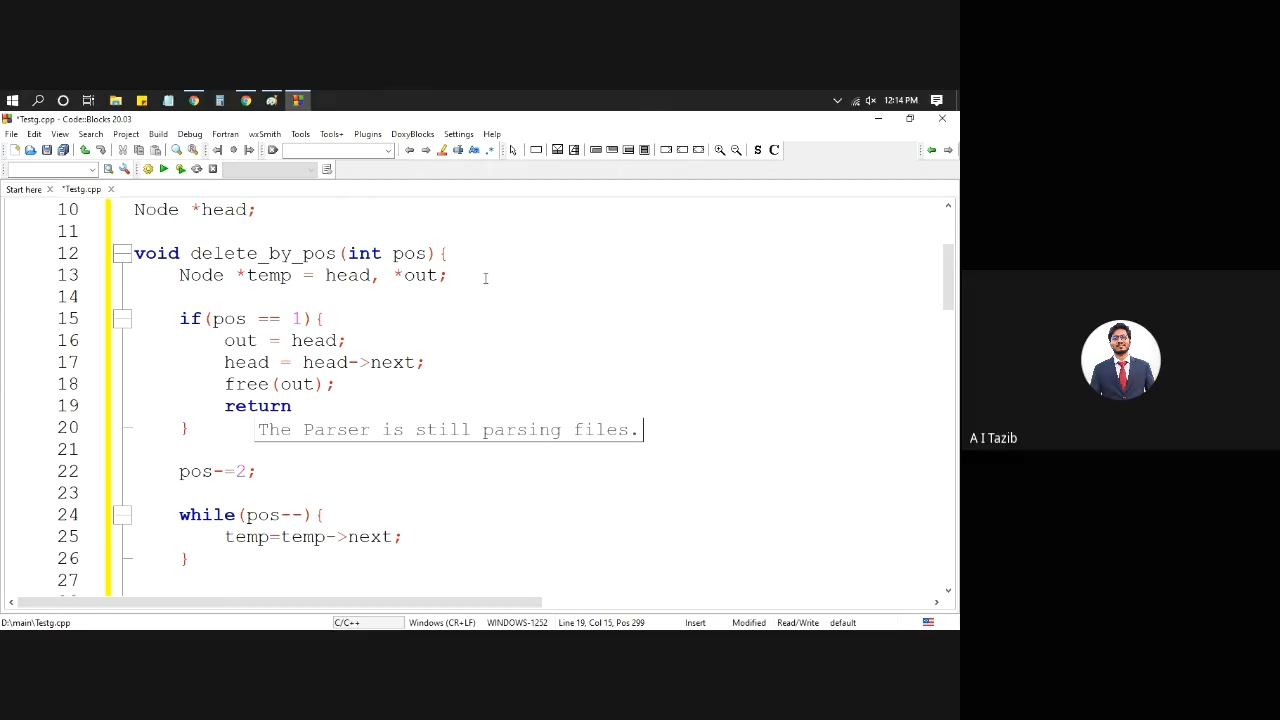 12:14 PM
*Testg.cpp - Code::Blocks 20.03
File Edit View Search Project Build Debug Fortran wxSmith Tools Tools+ Plugins DoxyBlocks Settings Help
S C
Start here *Testg.cpp
10 Node *head;
11
12 void delete_by_pos(int pos){
13 Node *temp = head, *out;
14
15 if(pos == 1){
16 out = head;
17 head = head->next;
18 free(out);
19 return
20 }
The Parser is still parsing files.
21
22 pos-=2;
23
24 while(pos--){
25 temp=temp->next;
26 }
27
D:\main\Testg.cpp C/C++ Windows (CR+LF) WINDOWS-1252 Line 19, Col 15, Pos 299 Insert Modified Read/Write default
A I Tazib